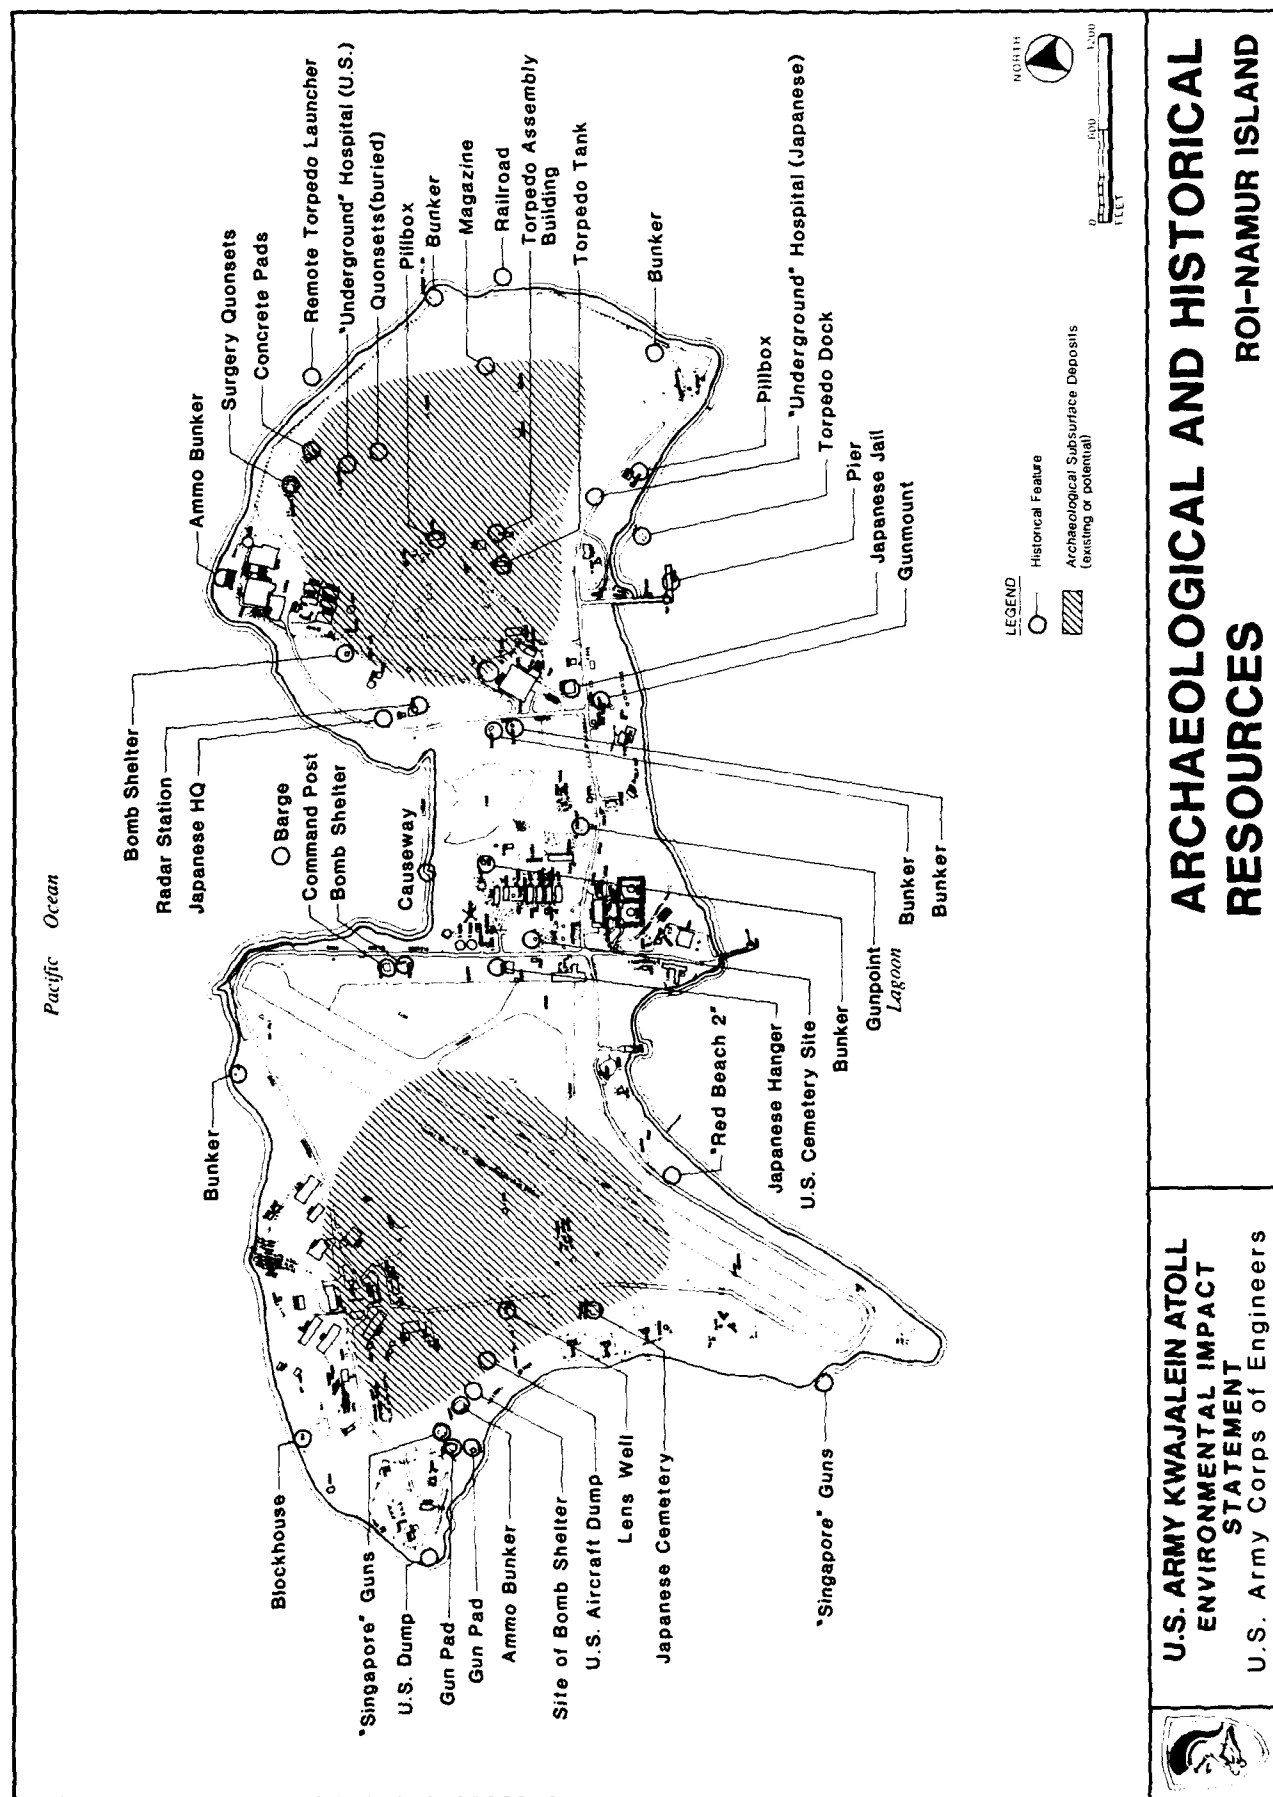 Pacific Ocean
Bomb Shelter
Radar Station
Japanese HQ
Barge
Command Post
Bomb Shelter
Causeway
Ammo Bunker
Surgery Quonsets
Concrete Pads
Remote Torpedo Launcher
"Underground" Hospital (U.S.)
Quonsets(buried)
Pillbox
Bunker
Magazine
Railroad
Torpedo Assembly
Building
Torpedo Tank
Bunker
Pillbox
"Underground" Hospital (Japanese)
Torpedo Dock
Pier
Japanese Jail
Gunmount
Bunker
Bunker
Gunpoint
Lagoon
Bunker
U.S. Cemetery Site
Japanese Hanger
"Red Beach 2"
Bunker
Blockhouse
"Singapore" Guns
U.S. Dump
Gun Pad
Gun Pad
Ammo Bunker
Site of Bomb Shelter
U.S. Aircraft Dump
Lens Well
Japanese Cemetery
"Singapore" Guns
NORTH
0 600 1200
FEET
LEGEND
Historical Feature
Archaeological Subsurface Deposits
(existing or potential)
U.S. ARMY KWAJALEIN ATOLL
ENVIRONMENTAL IMPACT
STATEMENT
U.S. Army Corps of Engineers
ARCHAEOLOGICAL AND HISTORICAL
RESOURCES
ROI-NAMUR ISLAND